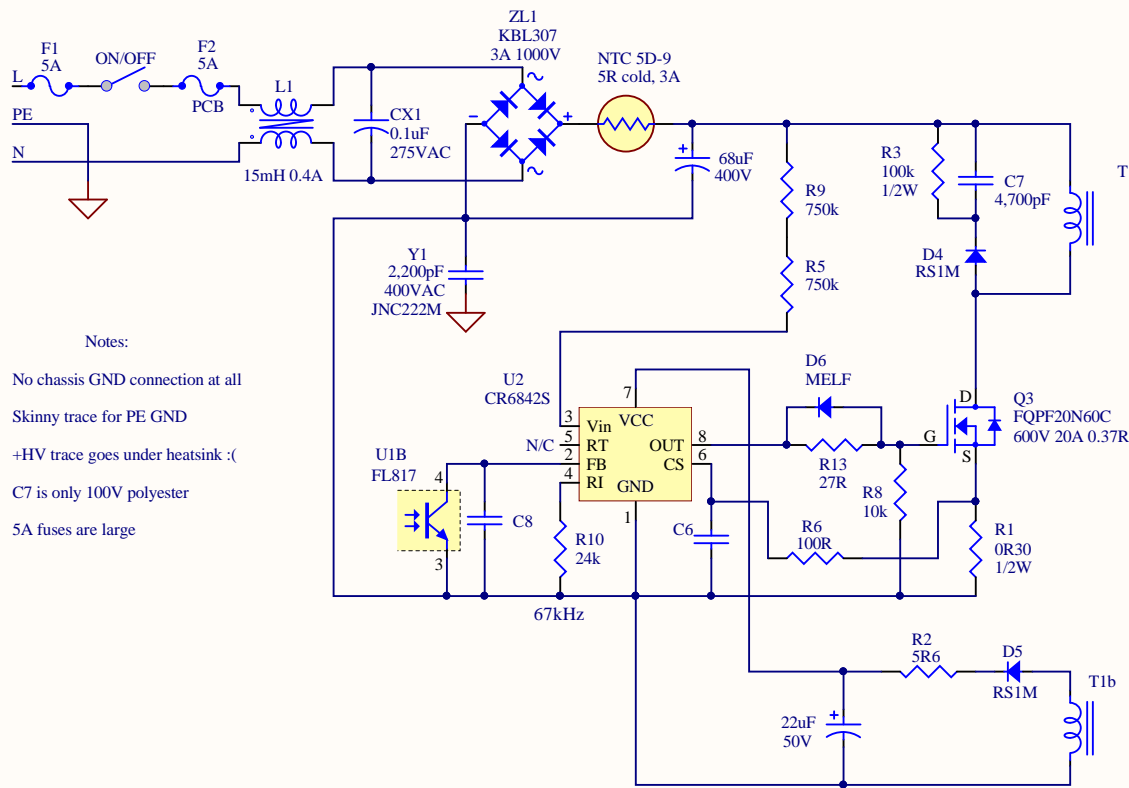 F1
5A
ON/OFF
F2
5A
PCB
L
PE
N
L1
15mH 0.4A
CX1
0.1uF
275VAC
ZL1
KBL307
3A 1000V
~
~
-
+
NTC 5D-9
5R cold, 3A
+
68uF
400V
R9
750k
R5
750k
R3
100k
1/2W
C7
4,700pF
T
D4
RS1M
Y1
2,200pF
400VAC
JNC222M
Notes:
No chassis GND connection at all
Skinny trace for PE GND
+HV trace goes under heatsink :(
C7 is only 100V polyester
5A fuses are large
U2
CR6842S
7
VCC
3
Vin
5
RT
N/C
2
FB
4
RI
OUT
8
CS
6
GND
1
U1B
FL817
4
3
C8
R10
24k
67kHz
C6
D6
MELF
R13
27R
R8
10k
R6
100R
Q3
FQPF20N60C
600V 20A 0.37R
D
G
S
R1
0R30
1/2W
R2
5R6
D5
RS1M
T1b
+
22uF
50V